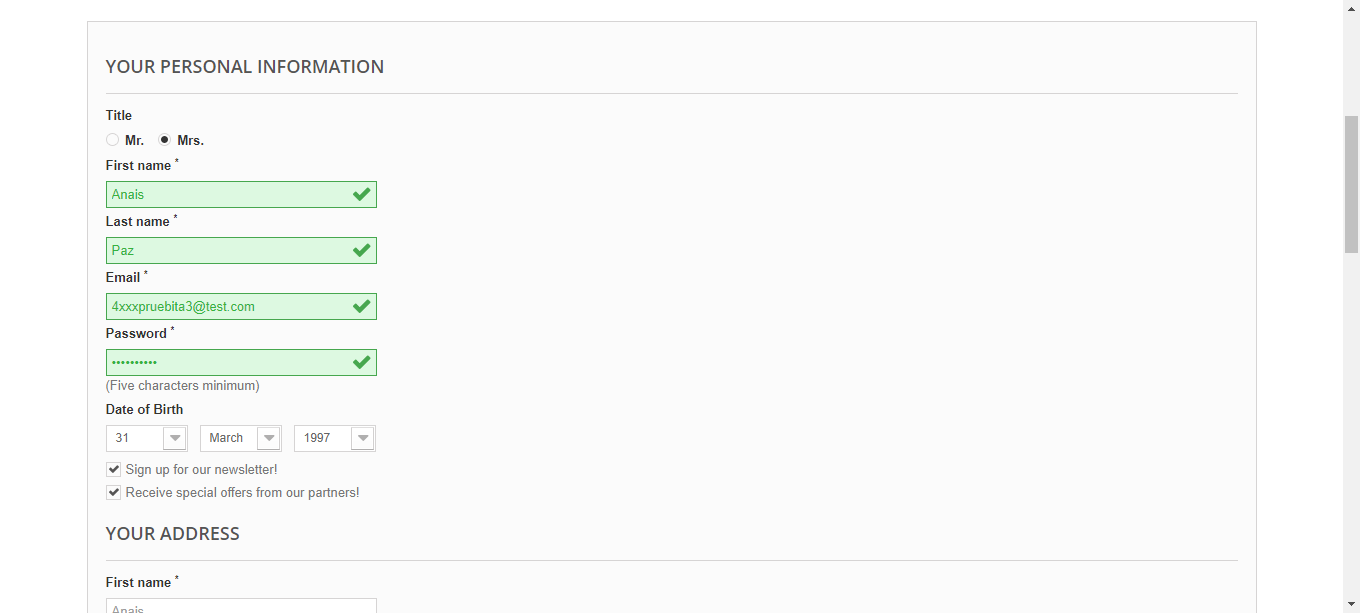 YOUR PERSONAL INFORMATION
Title
Mr. Mrs.
First name *
Anais
Last name *
Paz
Email *
4xxxpruebita3@test.com
Password *
••••••••••
(Five characters minimum)
Date of Birth
31 March 1997
Sign up for our newsletter!
Receive special offers from our partners!
YOUR ADDRESS
First name *
Anais